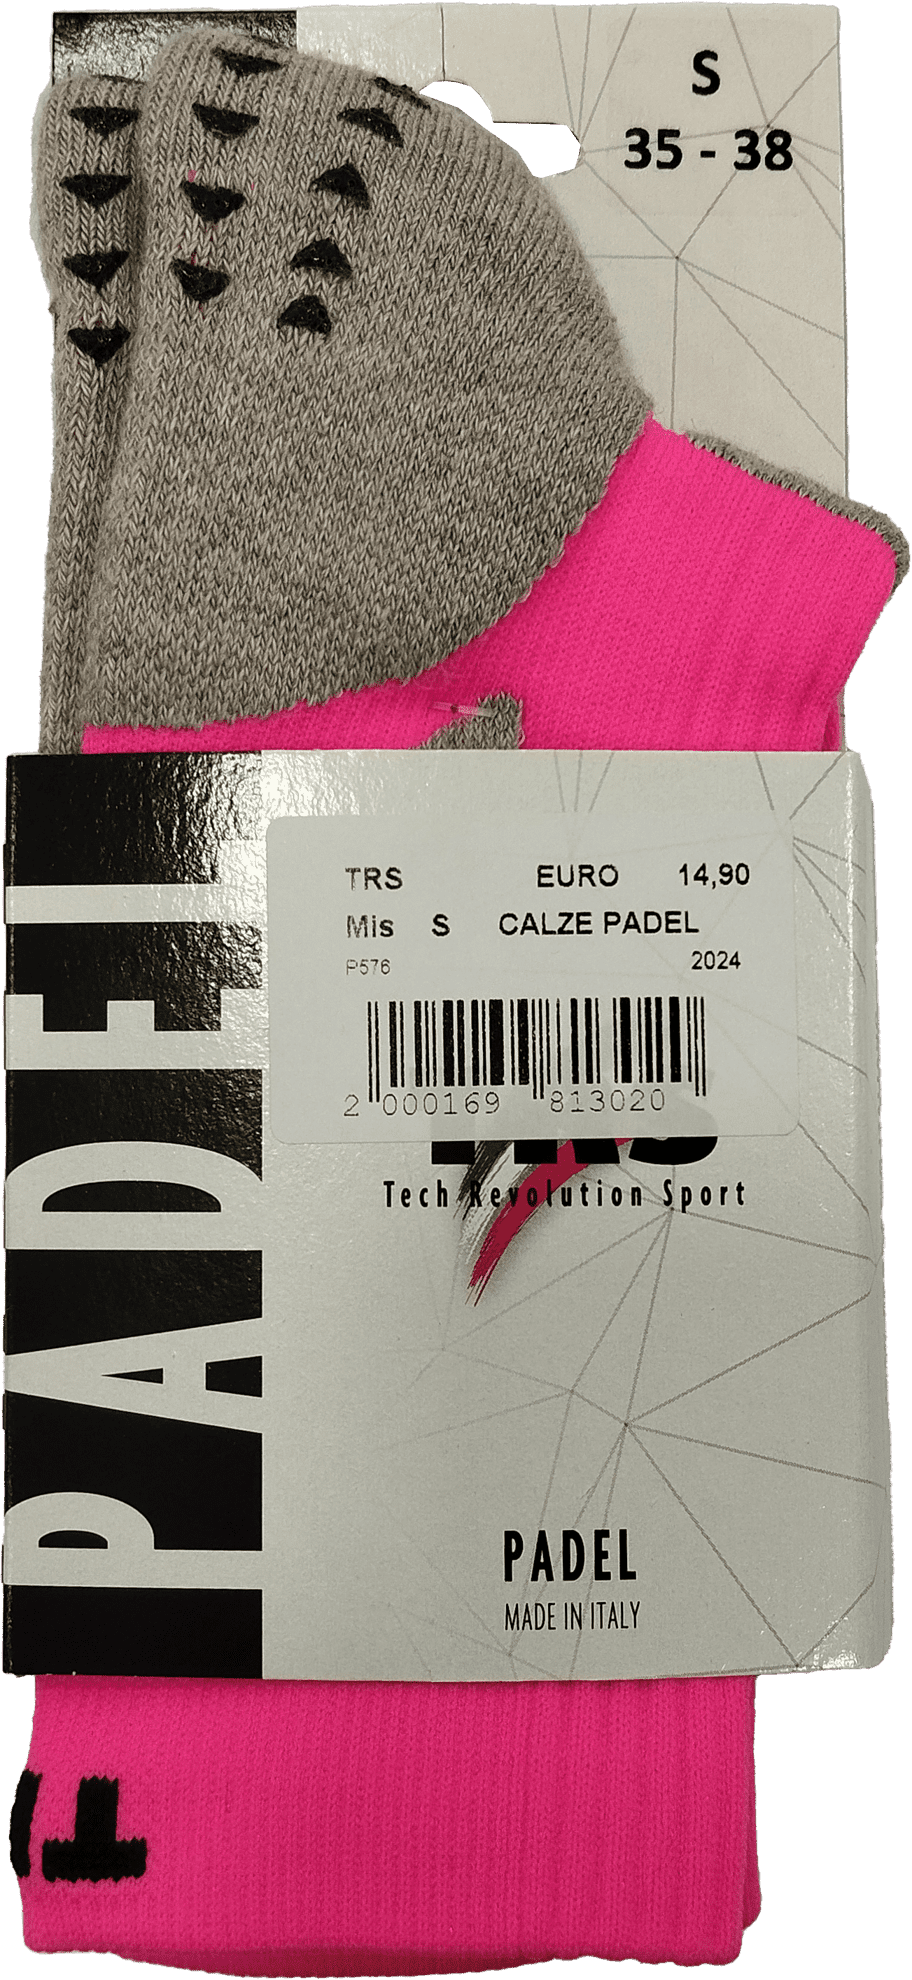 S
35 - 38
PADEL
TRS EURO 14,90
Mis S CALZE PADEL
P576 2024
2 000169 813020
TRS
Tech Revolution Sport
PADEL
MADE IN ITALY